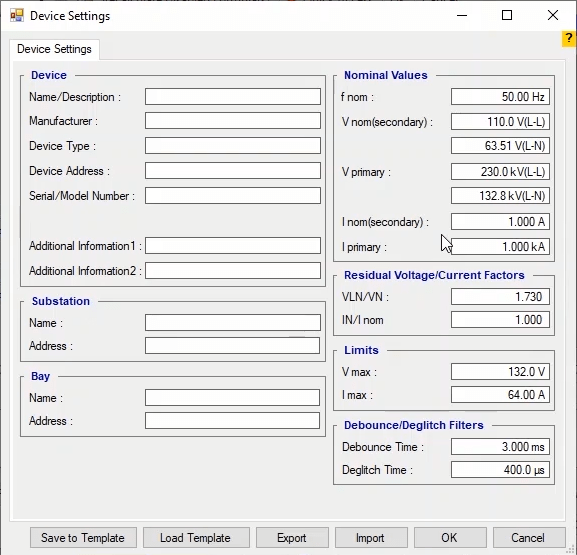 Device Settings
?
Device Settings
Device
Name/Description :
Manufacturer :
Device Type :
Device Address :
Serial/Model Number :
Additional Information1 :
Additional Information2 :
Substation
Name :
Address :
Bay
Name :
Address :
Nominal Values
f nom : 50.00 Hz
V nom(secondary) : 110.0 V(L-L)
63.51 V(L-N)
V primary : 230.0 kV(L-L)
132.8 kV(L-N)
I nom(secondary) : 1.000 A
I primary : 1.000 kA
Residual Voltage/Current Factors
VLN/VN : 1.730
IN/I nom 1.000
Limits
V max : 132.0 V
I max : 64.00 A
Debounce/Deglitch Filters
Debounce Time : 3.000 ms
Deglitch Time : 400.0 µs
Save to Template Load Template Export Import OK Cancel